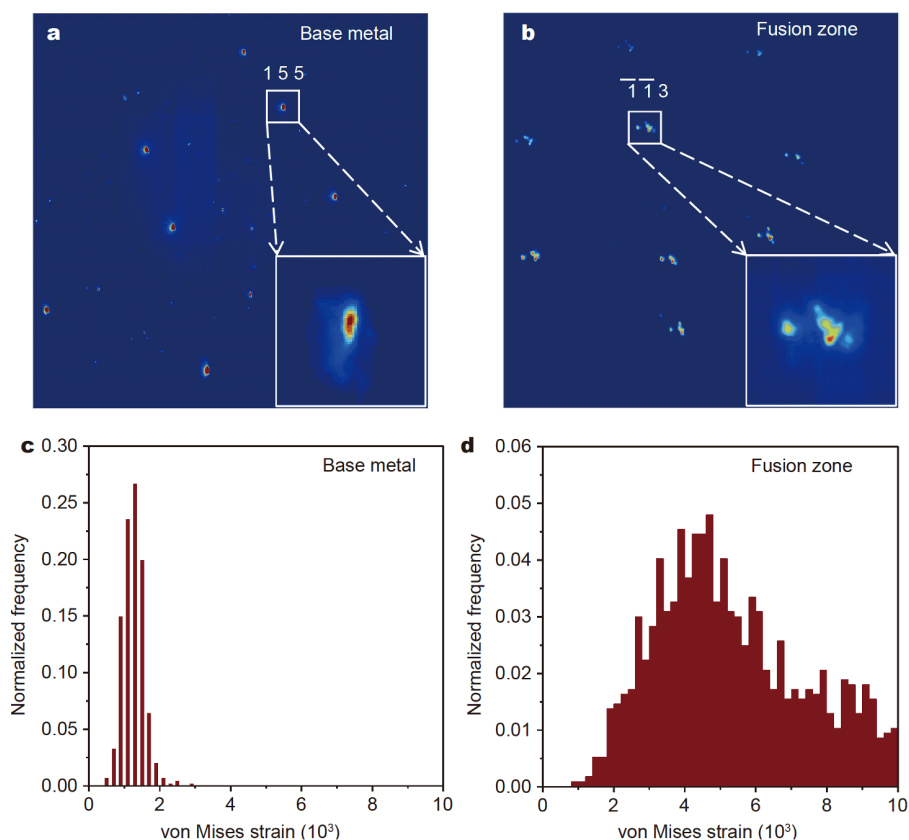 a
Base metal
1 5 5
b
Fusion zone
1̅ 1̅ 3
c
Base metal
Normalized frequency
0.30
0.25
0.20
0.15
0.10
0.05
0.00
0 2 4 6 8 10
von Mises strain (10³)
d
Fusion zone
Normalized frequency
0.06
0.05
0.04
0.03
0.02
0.01
0.00
0 2 4 6 8 10
von Mises strain (10³)